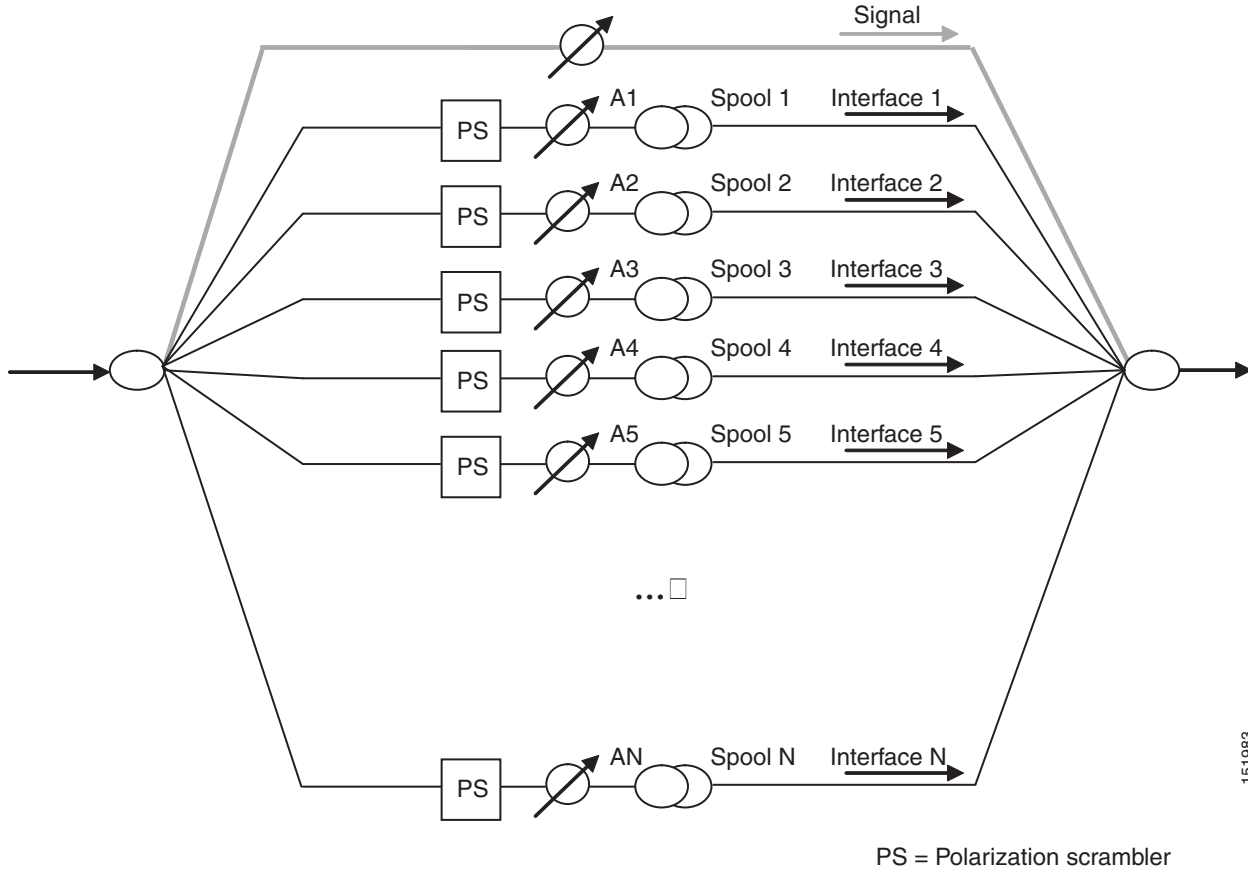 Signal
PS A1 Spool 1 Interface 1
PS A2 Spool 2 Interface 2
PS A3 Spool 3 Interface 3
PS A4 Spool 4 Interface 4
PS A5 Spool 5 Interface 5
...
PS AN Spool N Interface N
151983
PS = Polarization scrambler